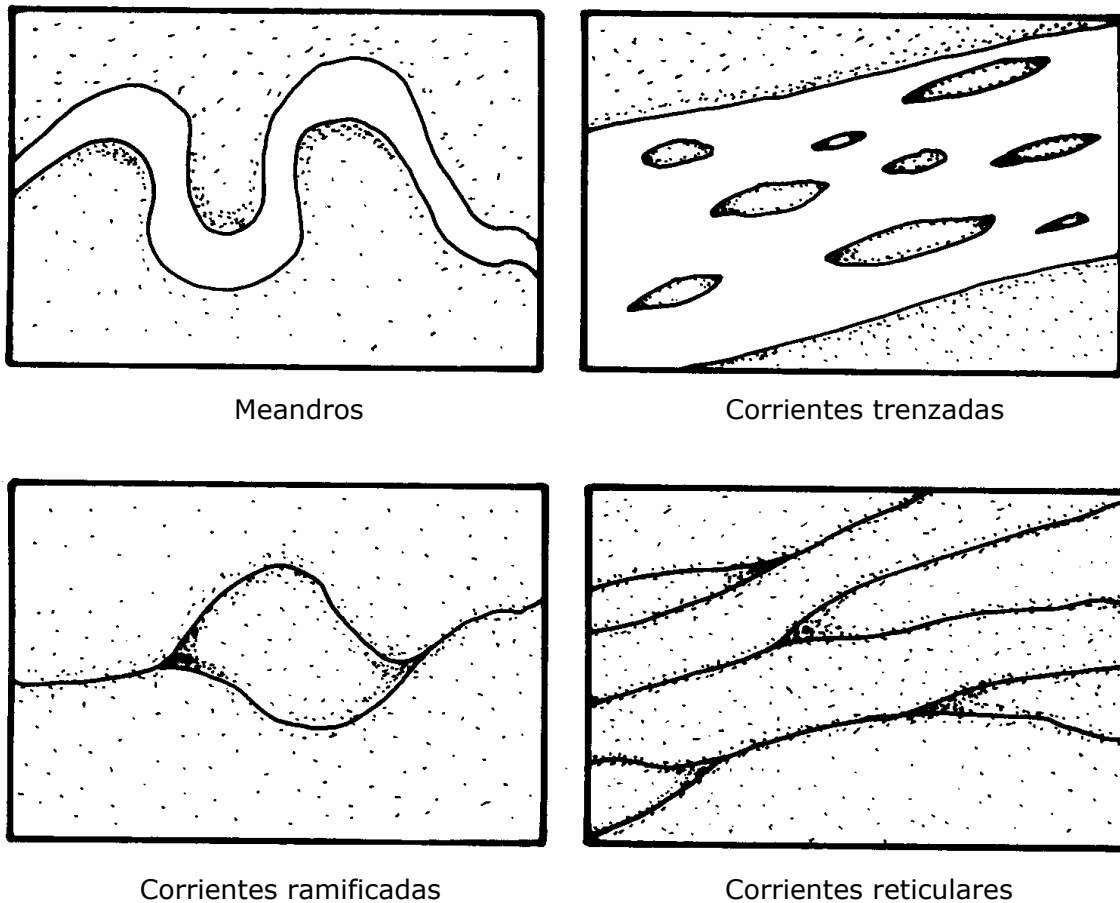 Meandros
Corrientes trenzadas
Corrientes ramificadas
Corrientes reticulares